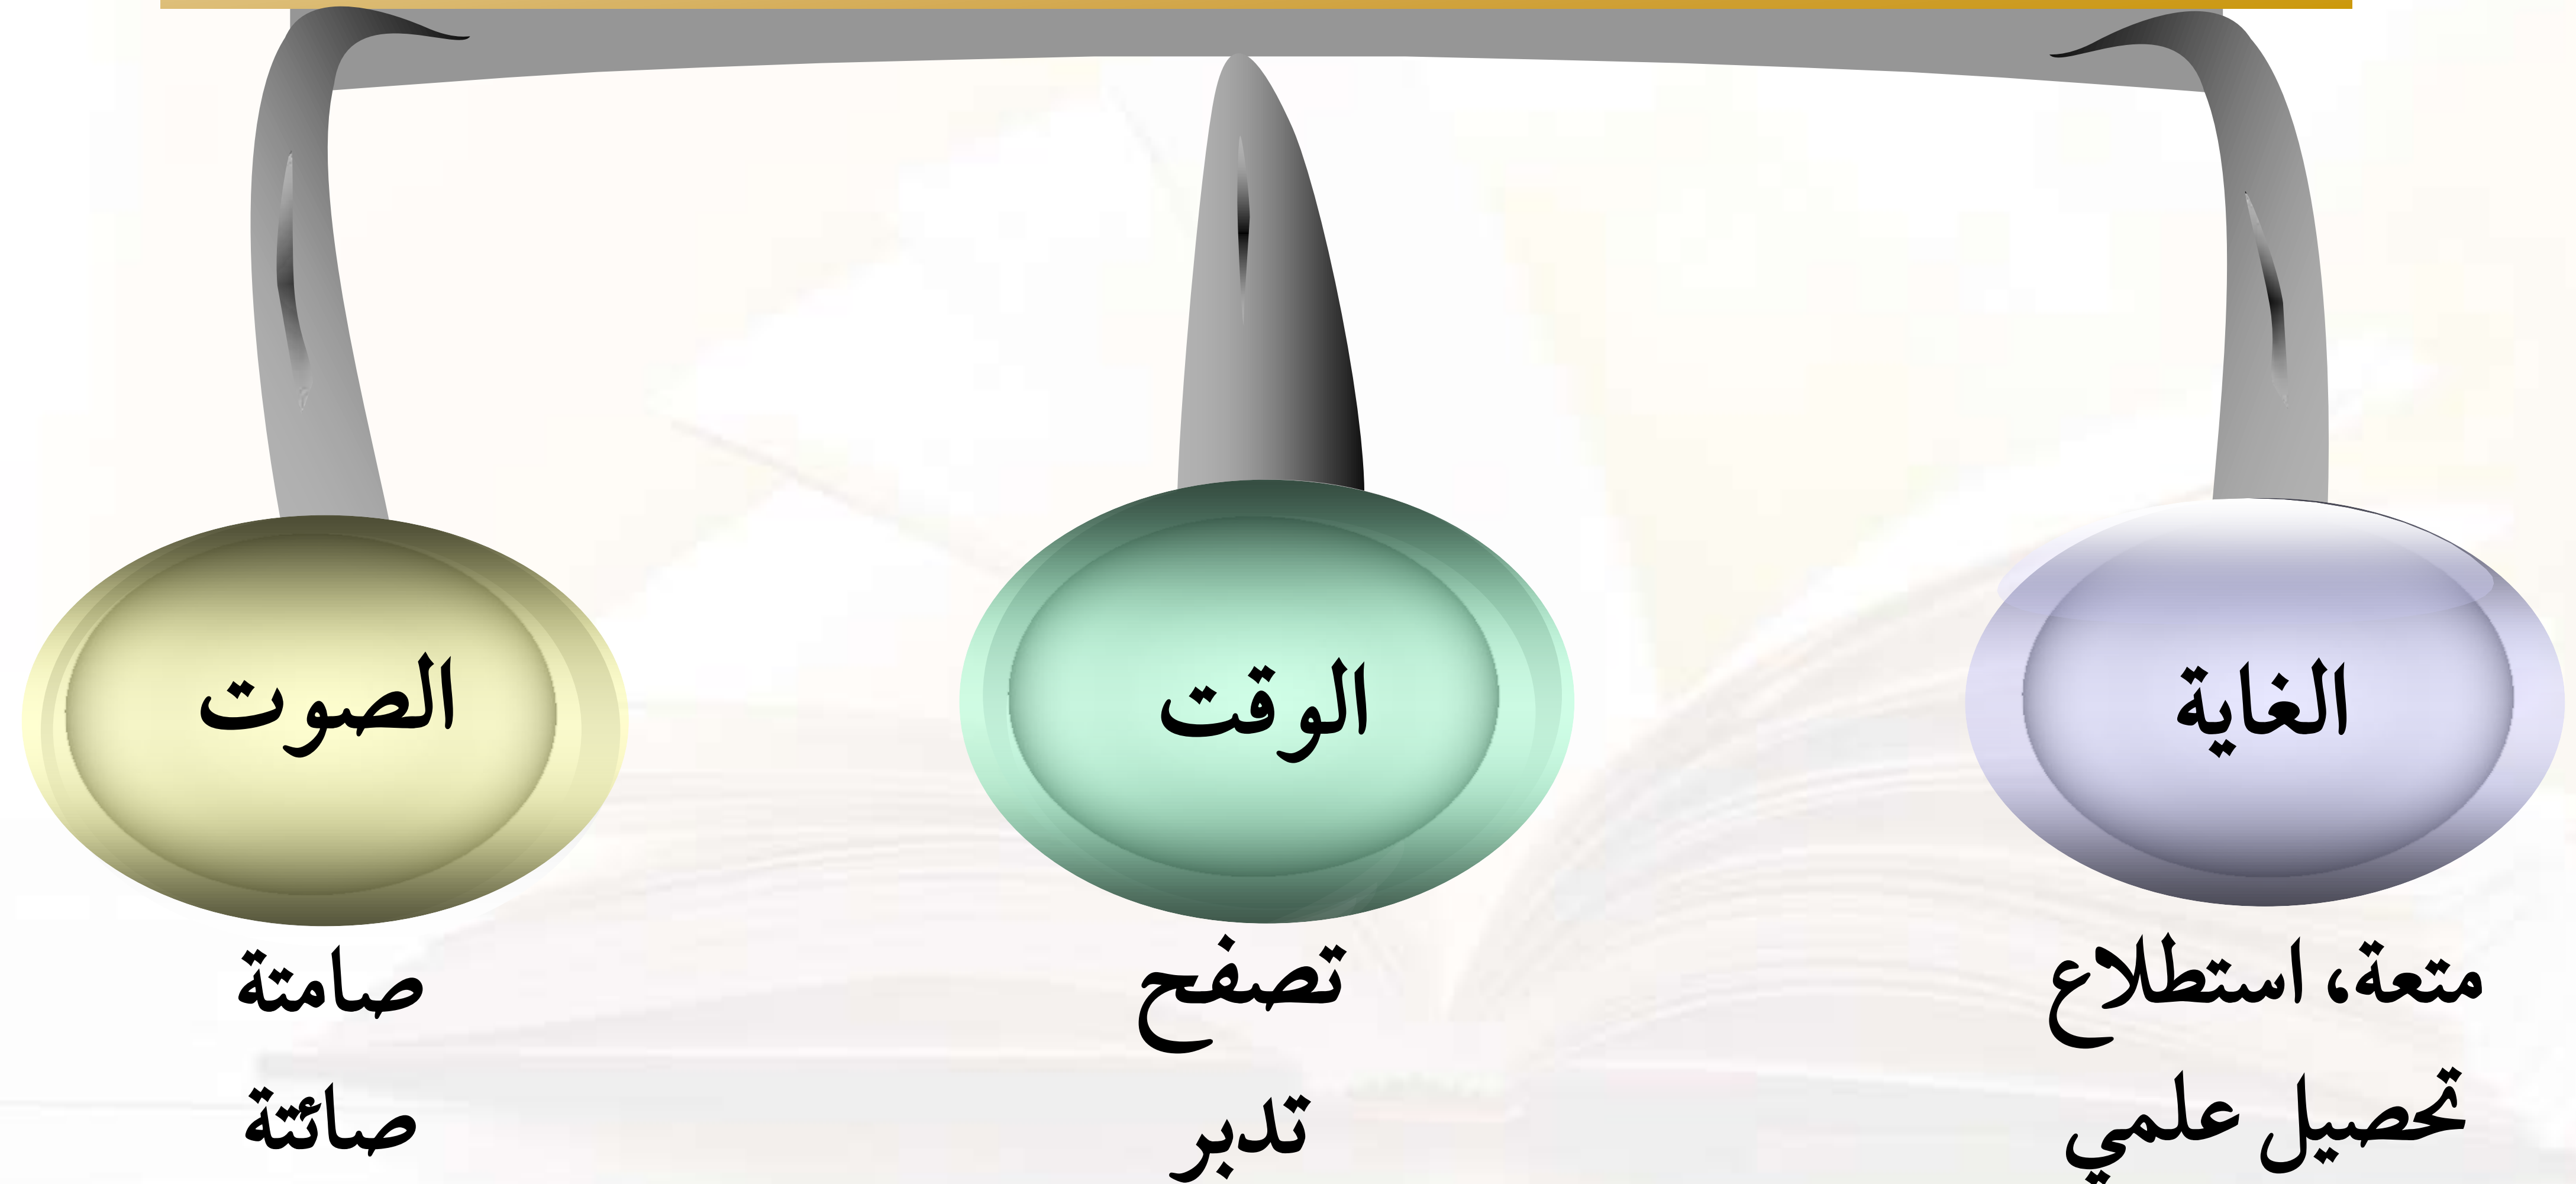 الغاية
متعة، استطلاع
تحصيل علمي
الوقت
تصفح
تدبر
الصوت
صامتة
صائتة